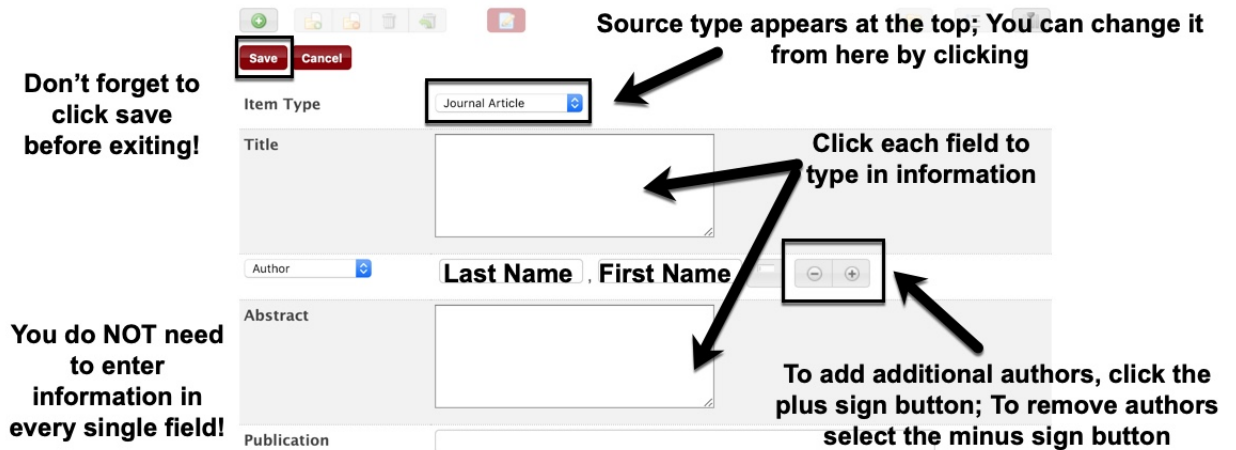 Source type appears at the top; You can change it
from here by clicking
Save
Cancel
Don’t forget to
click save
before exiting!
Item Type
Journal Article
Title
Click each field to
type in information
Author
Last Name , First Name
Abstract
You do NOT need
to enter
information in
every single field!
To add additional authors, click the
plus sign button; To remove authors
select the minus sign button
Publication